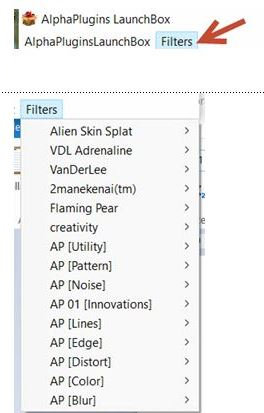 AlphaPlugins LaunchBox
AlphaPluginsLaunchBox Filters
Filters
Alien Skin Splat
VDL Adrenaline
VanDerLee
2manekenai(tm)
Flaming Pear
creativity
AP [Utility]
AP [Pattern]
AP [Noise]
AP 01 [Innovations]
AP [Lines]
AP [Edge]
AP [Distort]
AP [Color]
AP [Blur]